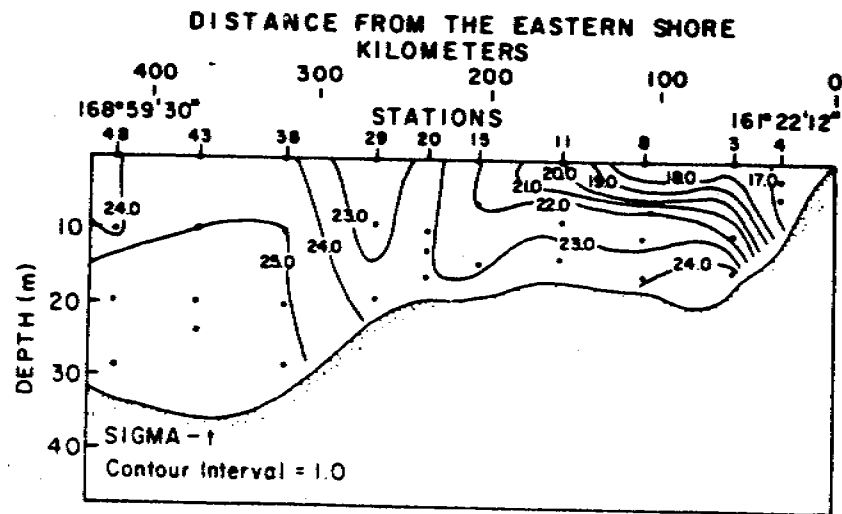 DISTANCE FROM THE EASTERN SHORE
KILOMETERS
400 300 200 100 0
168°59'30" STATIONS 161°22'12"
48 43 38 29 20 15 11 8 3 4
24.0 23.0 24.0 25.0 21.0 20.0 19.0 18.0 17.0
22.0 23.0 24.0
10
20
30
40
DEPTH (m)
SIGMA-t
Contour Interval = 1.0